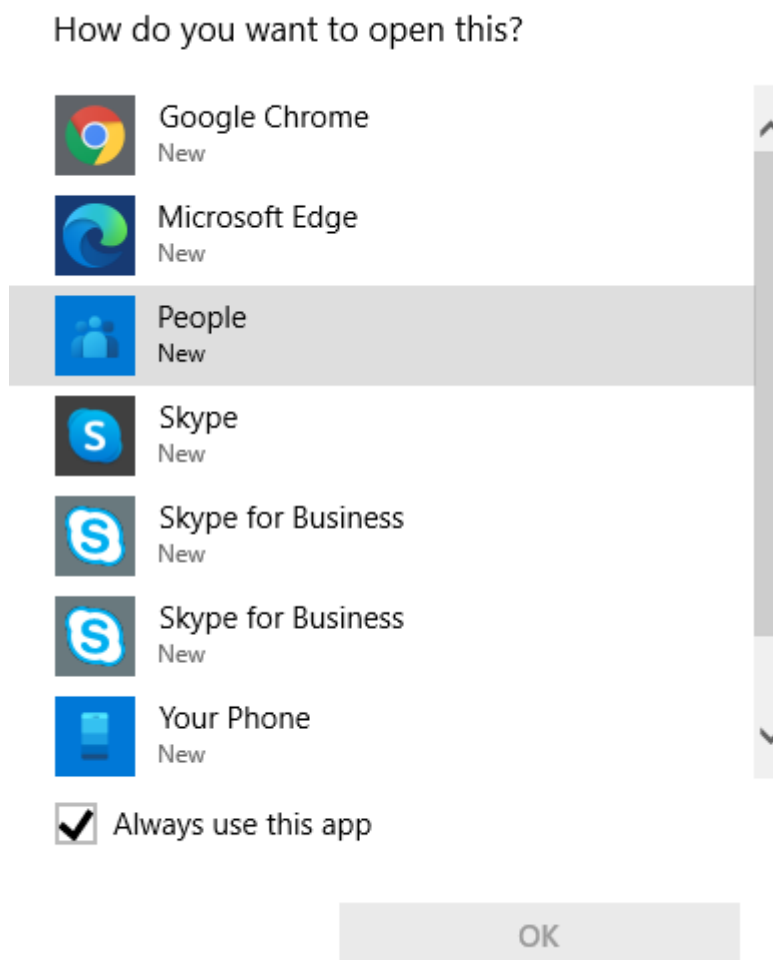 How do you want to open this?
Google Chrome
New
Microsoft Edge
New
People
New
Skype
New
Skype for Business
New
Skype for Business
New
Your Phone
New
Always use this app
OK